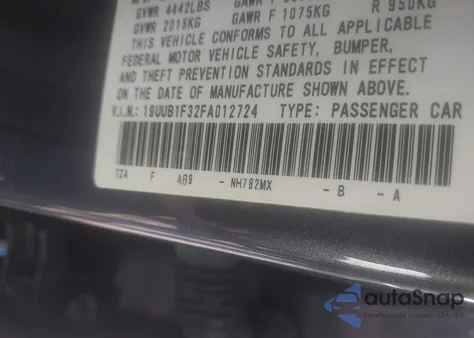 GVWR 4442LBS GAWR F
GVWR 2015KG GAWR F 1075KG R 950KG
THIS VEHICLE CONFORMS TO ALL APPLICABLE
FEDERAL MOTOR VEHICLE SAFETY, BUMPER,
AND THEFT PREVENTION STANDARDS IN EFFECT
ON THE DATE OF MANUFACTURE SHOWN ABOVE.
V.I.N.: 19UUB1F32FA012724 TYPE: PASSENGER CAR
T24 F A89 - NH782MX - B - A
autaSnap